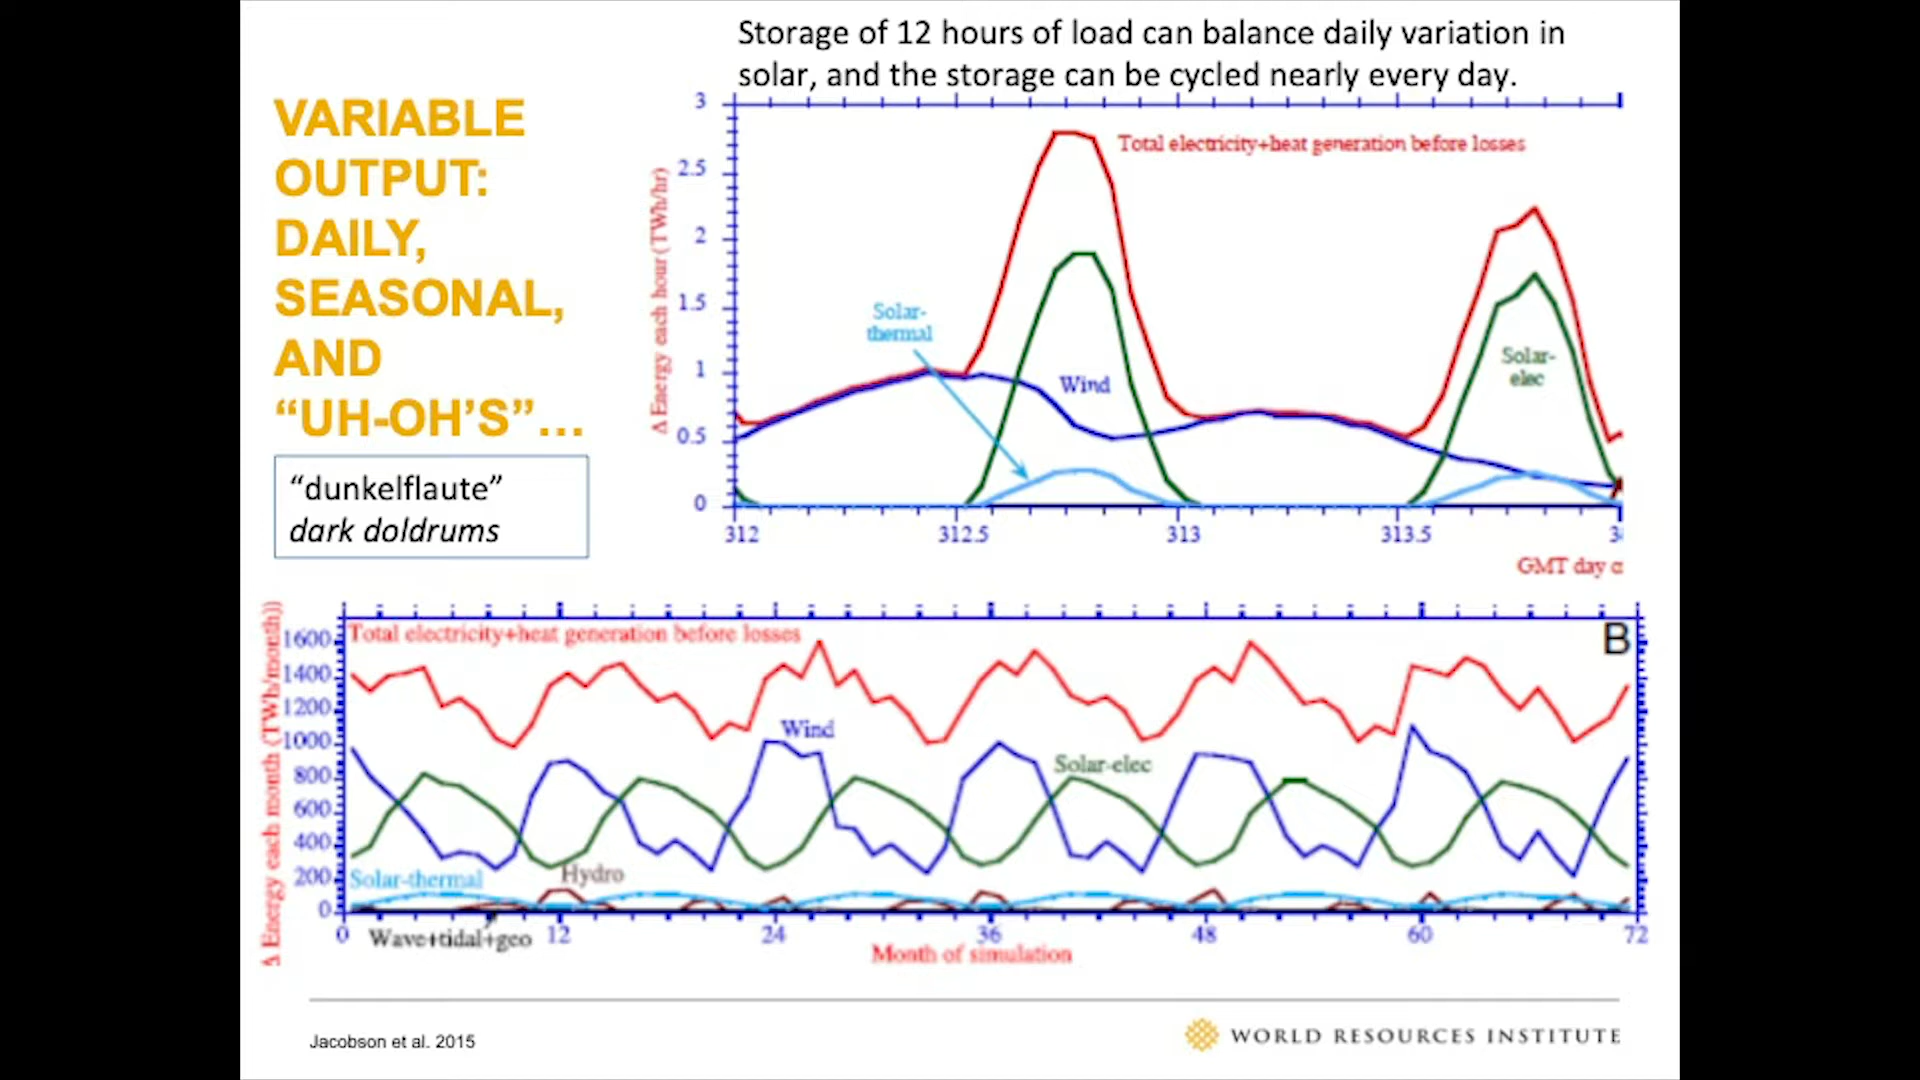 Storage of 12 hours of load can balance daily variation in
solar, and the storage can be cycled nearly every day.
VARIABLE
OUTPUT:
DAILY,
SEASONAL,
AND
“UH-OH’S”...
“dunkelflaute”
dark doldrums
Δ Energy each hour (TWh/hr)
3
2.5
2
1.5
1
0.5
0
Total electricity+heat generation before losses
Solar-
thermal
Wind
Solar-
elec
312
312.5
313
313.5
GMT day
Δ Energy each month (TWh/month))
1600
1400
1200
1000
800
600
400
200
0
Total electricity+heat generation before losses
B
Wind
Solar-elec
Solar-thermal
Hydro
Wave+tidal+geo
0
12
24
36
48
60
72
Month of simulation
Jacobson et al. 2015
WORLD RESOURCES INSTITUTE